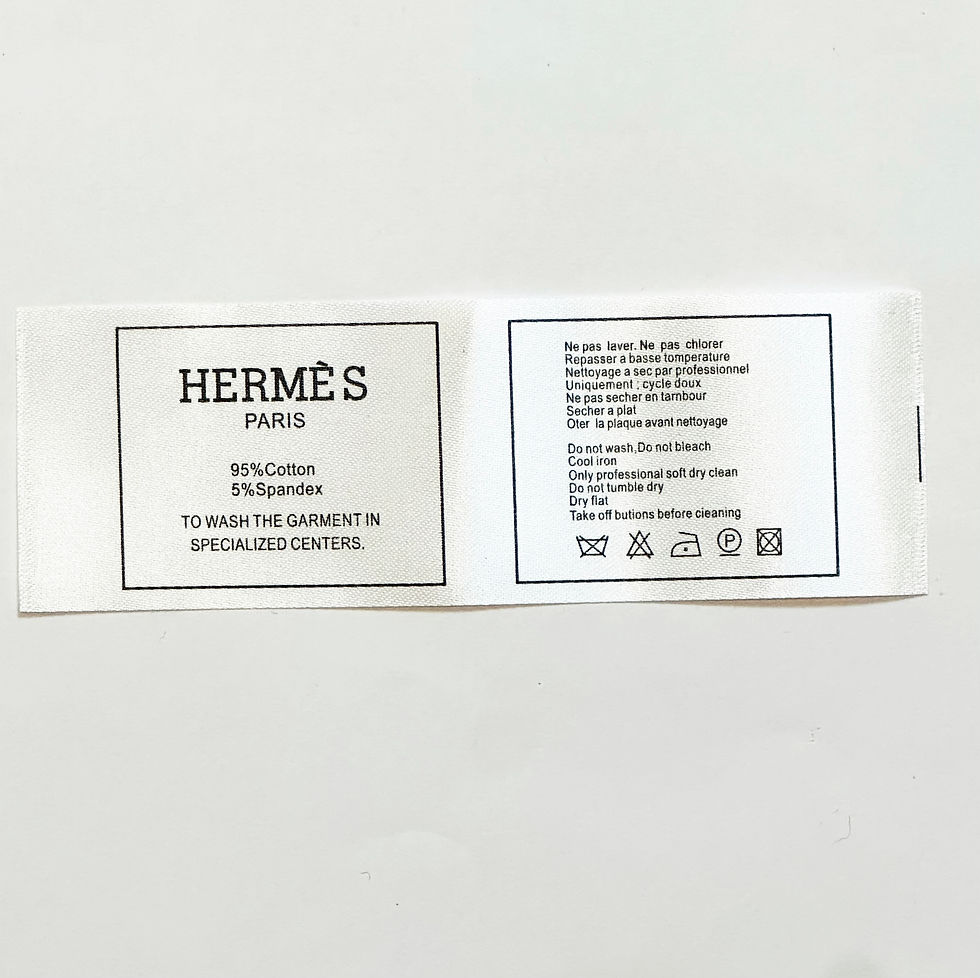 HERMÈS
PARIS
95%Cotton
5%Spandex
TO WASH THE GARMENT IN
SPECIALIZED CENTERS.
Ne pas laver. Ne pas chlorer
Repasser a basse tomperature
Nettoyage a sec par professionnel
Uniquement ; cycle doux
Ne pas secher en tambour
Secher a plat
Oter la plaque avant nettoyage
Do not wash,Do not bleach
Cool iron
Only professional soft dry clean
Do not tumble dry
Dry flat
Take off butions before cleaning
P